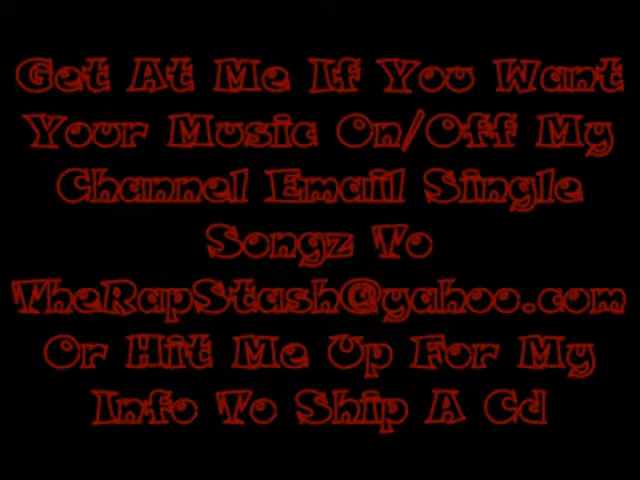 Get At Me If You Want
Your Music On/Off My
Channel Email Single
Songz To
TheRapStash@yahoo.com
Or Hit Me Up For My
Info To Ship A Cd